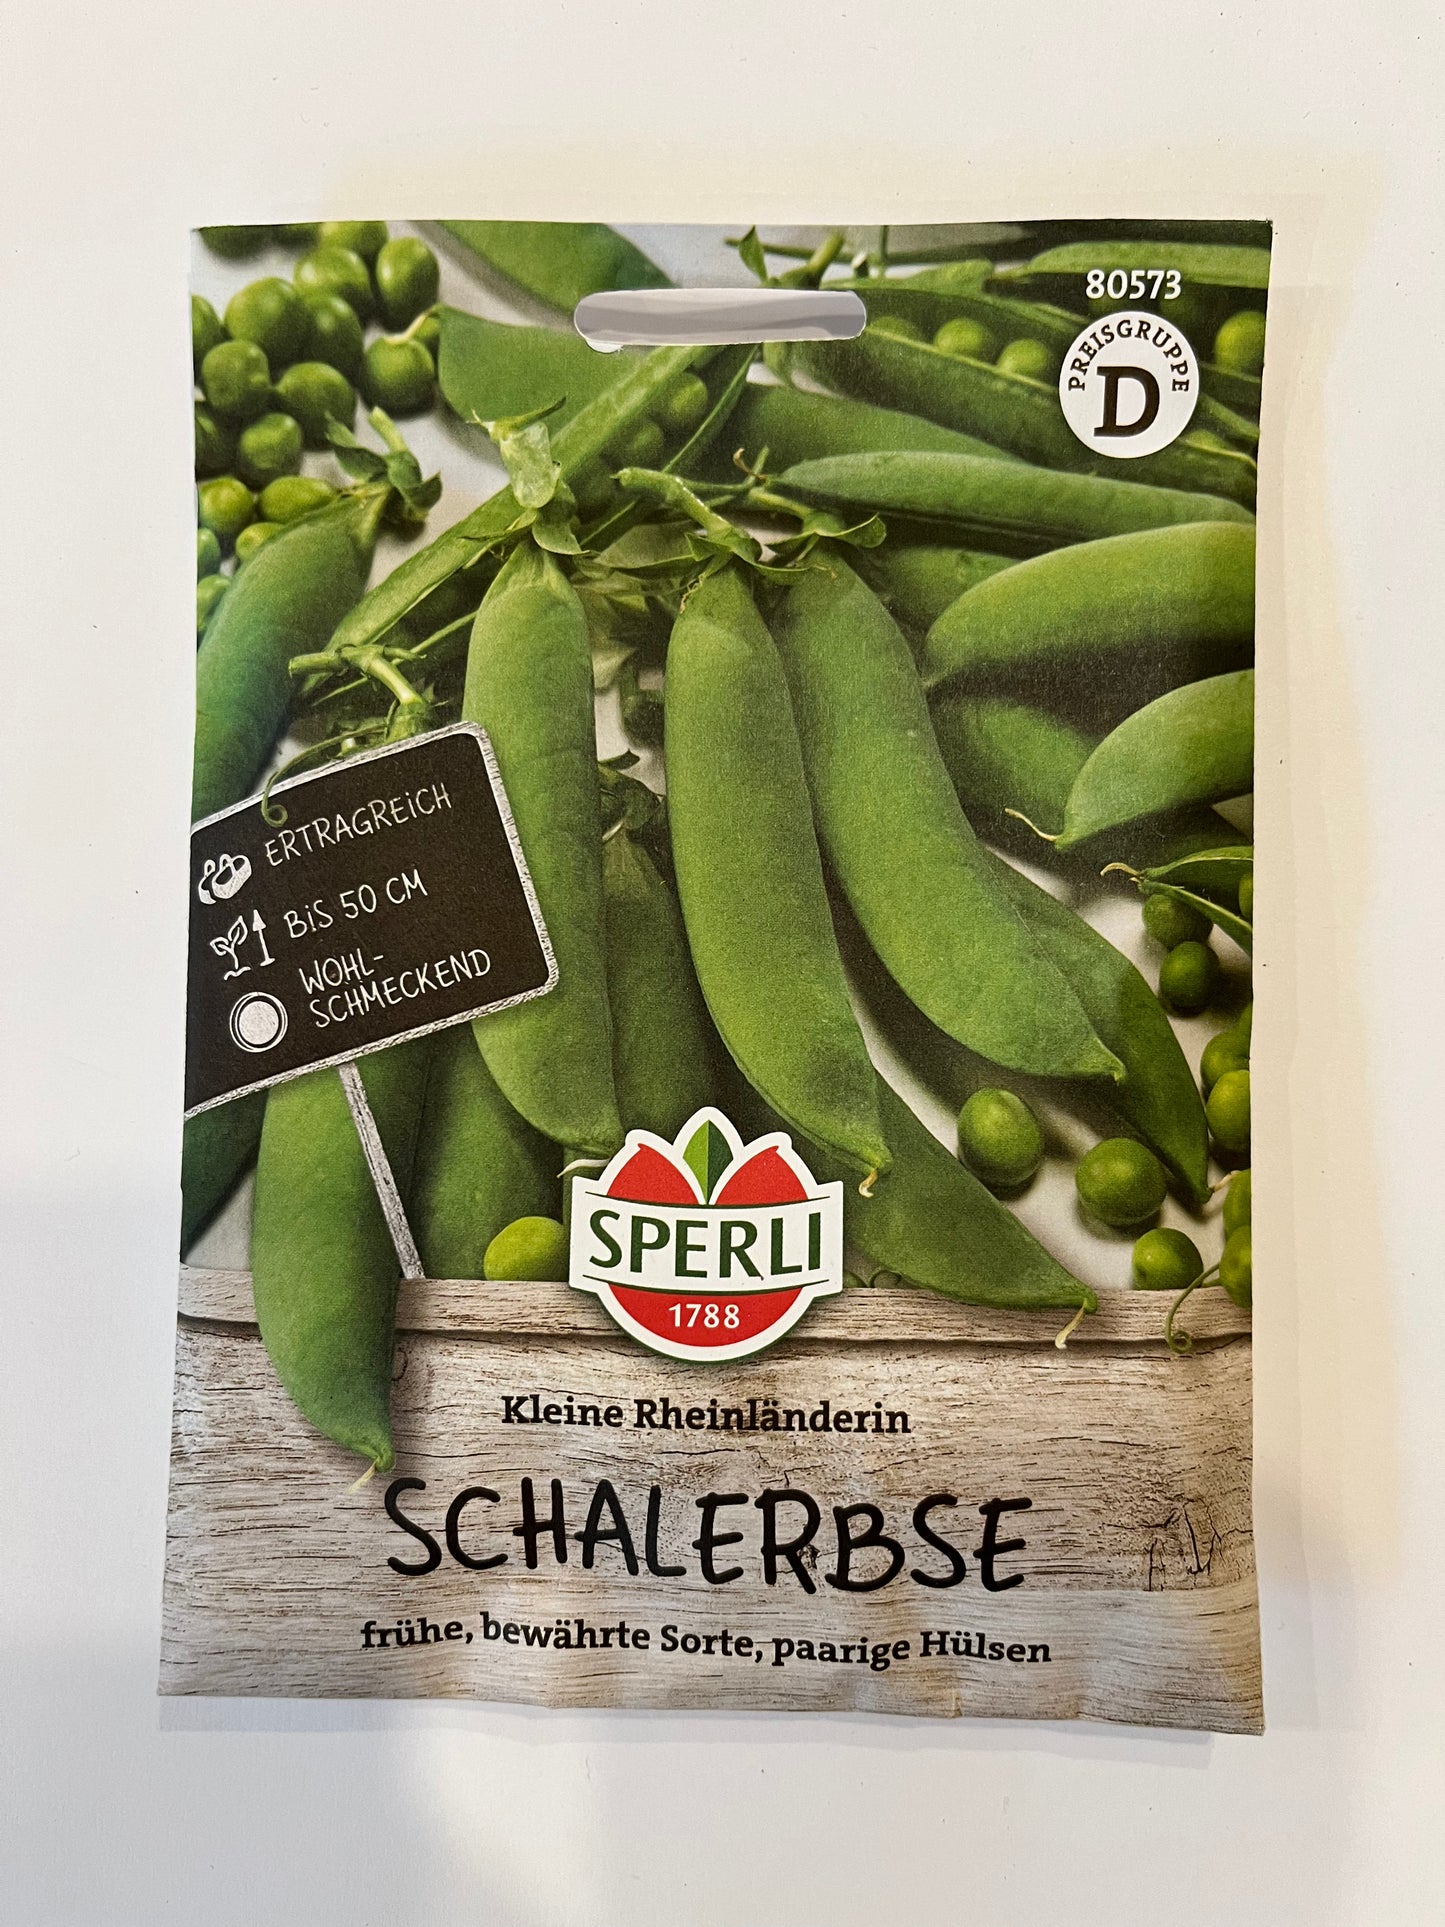 80573
PREISGRUPPE
D
ERTRAGREICH
BIS 50 CM
WOHL-
SCHMECKEND
SPERLI
1788
Kleine Rheinländerin
SCHALERBSE
frühe, bewährte Sorte, paarige Hülsen